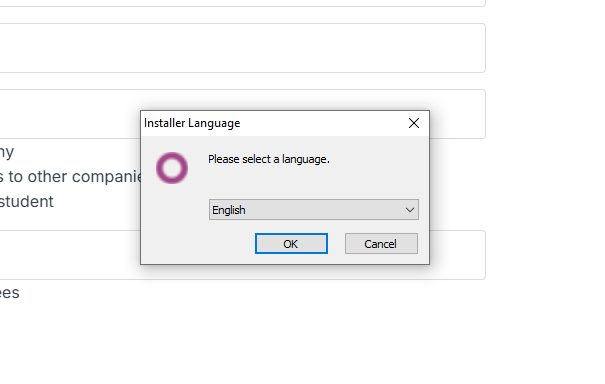 Installer Language
Please select a language.
ny
s to other companie
student
English
OK Cancel
ees